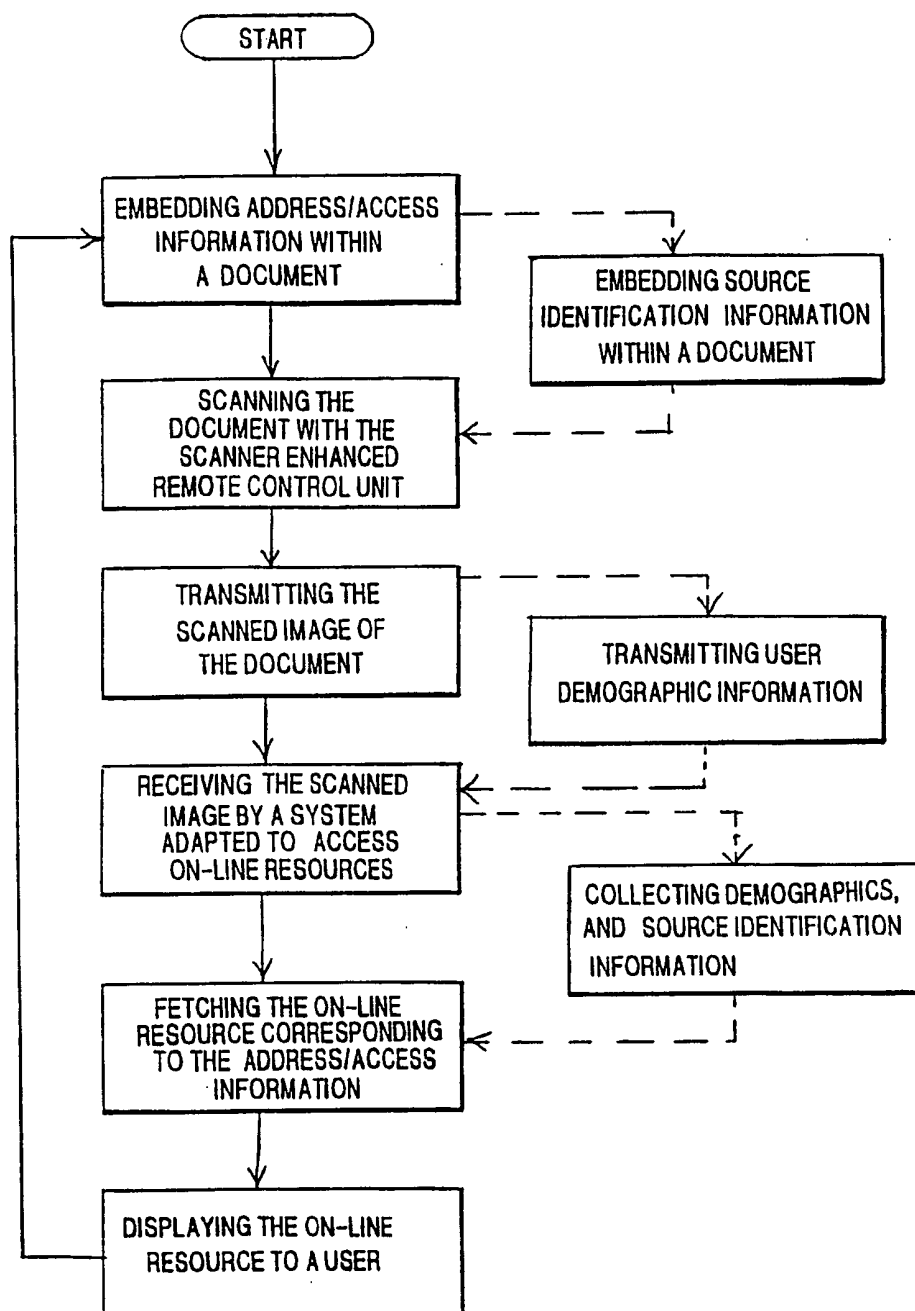 START
EMBEDDING ADDRESS/ACCESS
INFORMATION WITHIN
A DOCUMENT
EMBEDDING SOURCE
IDENTIFICATION INFORMATION
WITHIN A DOCUMENT
SCANNING THE
DOCUMENT WITH THE
SCANNER ENHANCED
REMOTE CONTROL UNIT
TRANSMITTING THE
SCANNED IMAGE OF
THE DOCUMENT
TRANSMITTING USER
DEMOGRAPHIC INFORMATION
RECEIVING THE SCANNED
IMAGE BY A SYSTEM
ADAPTED TO ACCESS
ON-LINE RESOURCES
COLLECTING DEMOGRAPHICS,
AND SOURCE IDENTIFICATION
INFORMATION
FETCHING THE ON-LINE
RESOURCE CORRESPONDING
TO THE ADDRESS/ACCESS
INFORMATION
DISPLAYING THE ON-LINE
RESOURCE TO A USER